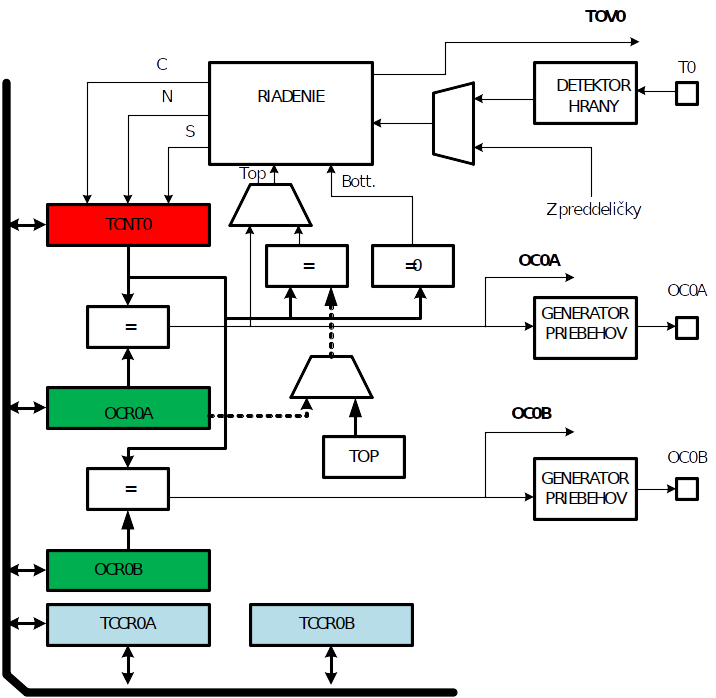 TOV0
C
N
S
RIADENIE
DETEKTOR
HRANY
T0
Top
Bott.
Z preddeličky
TCNT0
=
=0
OC0A
OC0A
=
GENERATOR
PRIEBEHOV
OCR0A
TOP
OC0B
OC0B
=
GENERATOR
PRIEBEHOV
OCR0B
TCCR0A
TCCR0B